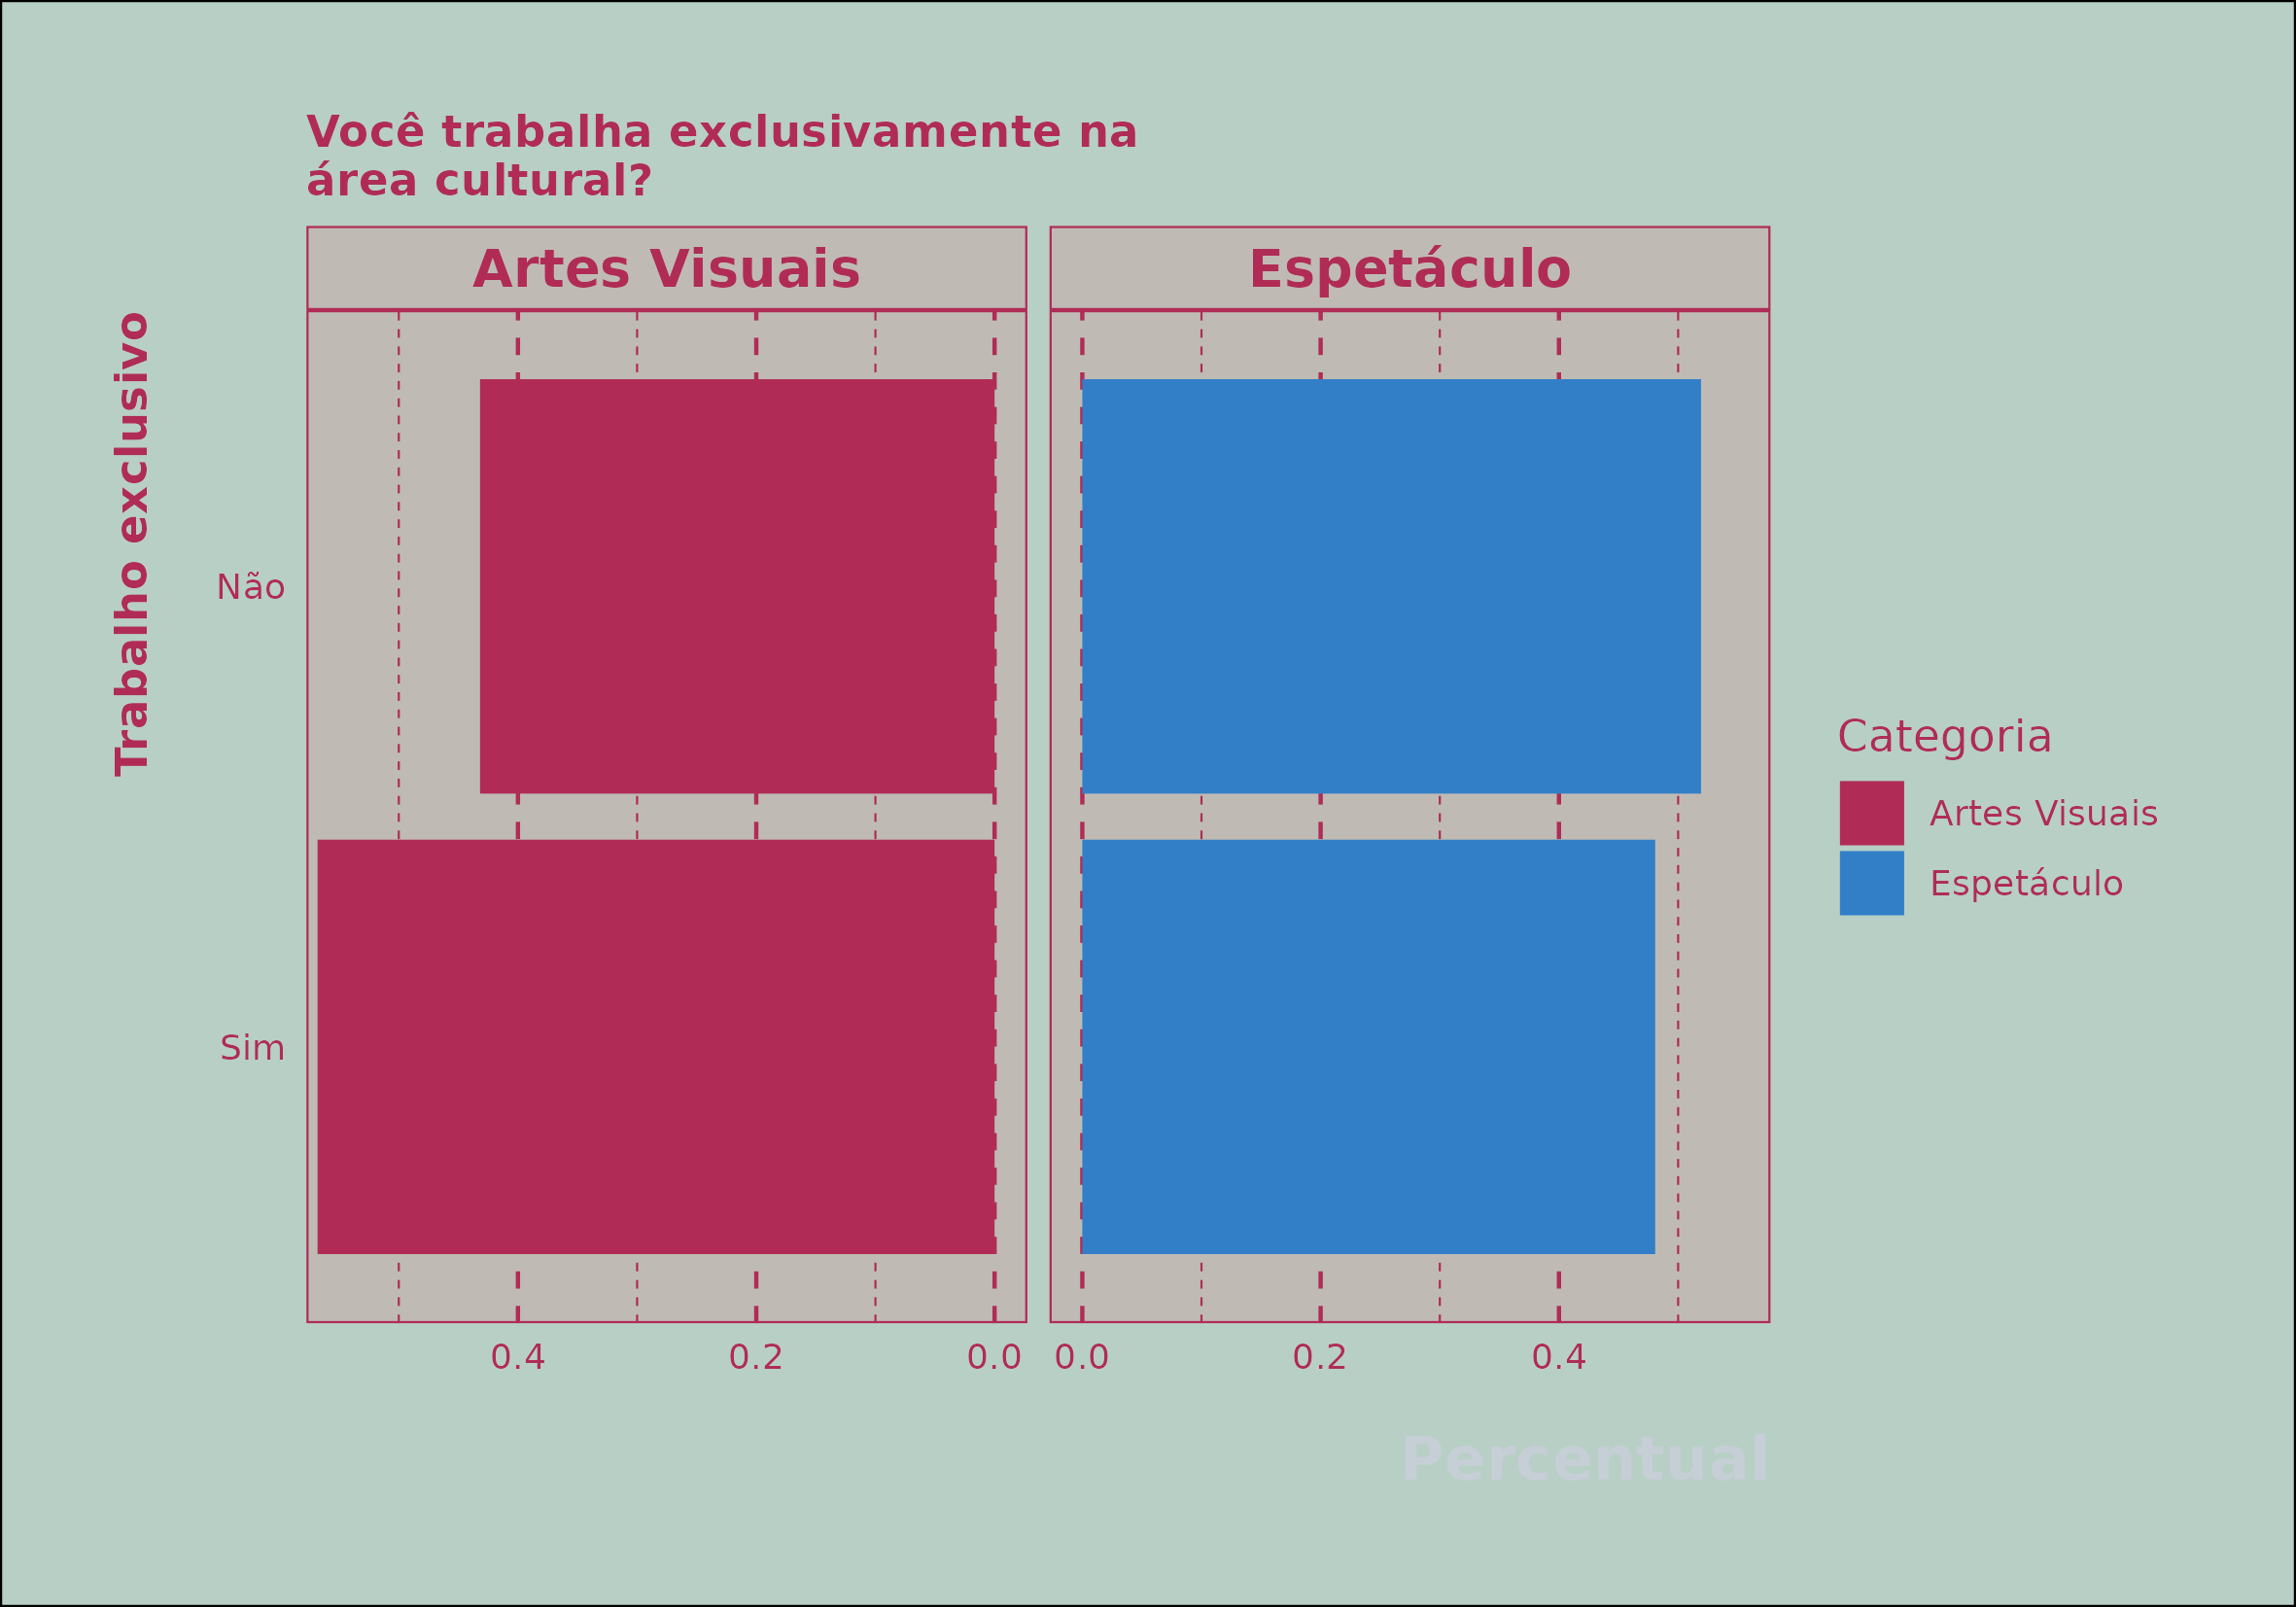 Você trabalha exclusivamente na
área cultural?
Artes Visuais
Espetáculo
Trabalho exclusivo
Não
Sim
0.4
0.2
0.0
0.0
0.2
0.4
Percentual
Categoria
Artes Visuais
Espetáculo